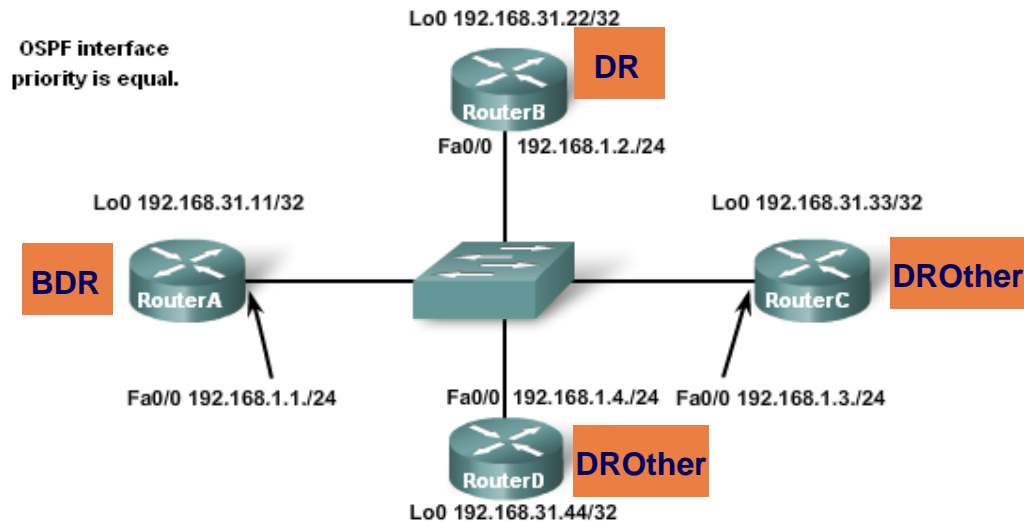 Lo0 192.168.31.22/32
OSPF interface
priority is equal.
DR
RouterB
Fa0/0 192.168.1.2./24
Lo0 192.168.31.11/32
Lo0 192.168.31.33/32
BDR
RouterA
RouterC
DROther
Fa0/0 192.168.1.1./24
Fa0/0 192.168.1.4./24
Fa0/0 192.168.1.3./24
RouterD
DROther
Lo0 192.168.31.44/32